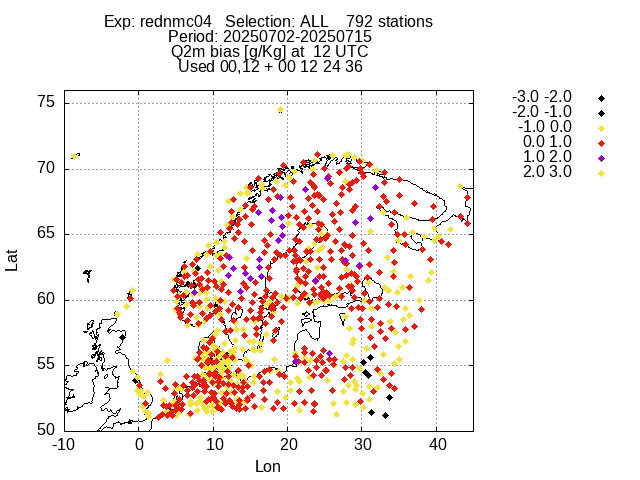 Exp: rednmc04 Selection: ALL 792 stations
Period: 20250702-20250715
Q2m bias [g/Kg] at 12 UTC
Used 00,12 + 00 12 24 36
-3.0 -2.0
-2.0 -1.0
-1.0 0.0
0.0 1.0
1.0 2.0
2.0 3.0
75
70
65
60
55
50
Lat
-10 0 10 20 30 40
Lon